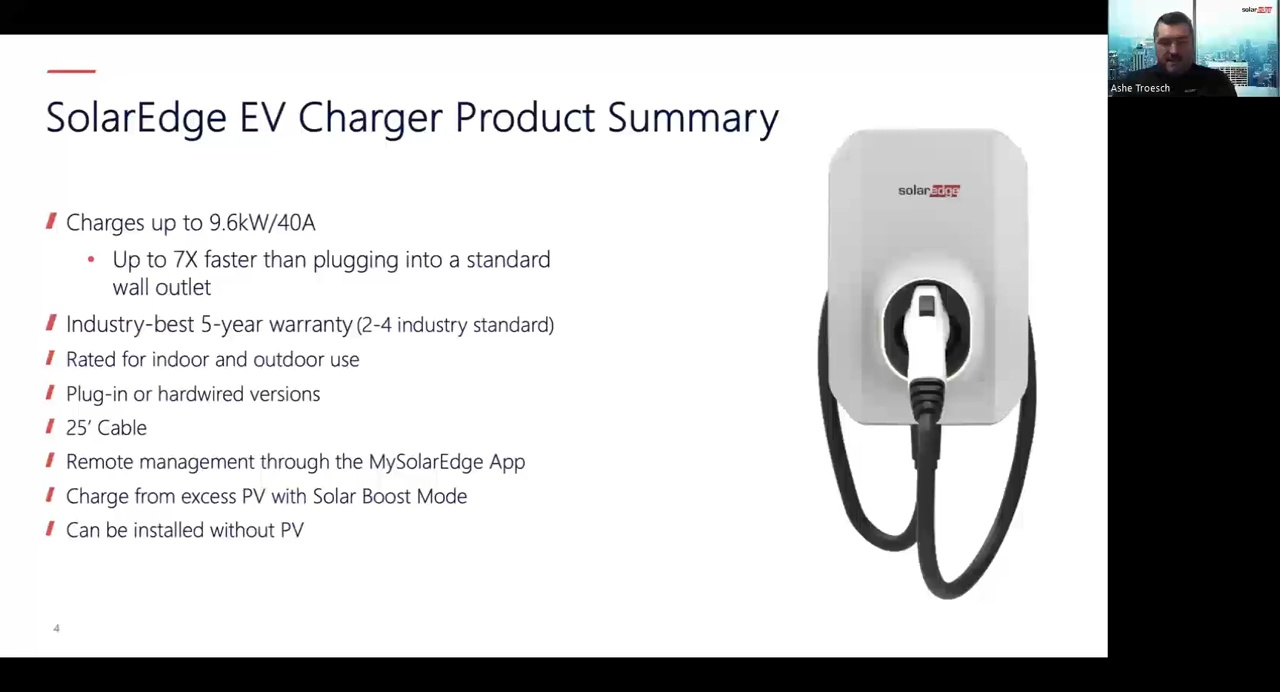 SolarEdge EV Charger Product Summary
Charges up to 9.6kW/40A
Up to 7X faster than plugging into a standard
wall outlet
Industry-best 5-year warranty (2-4 industry standard)
Rated for indoor and outdoor use
Plug-in or hardwired versions
25' Cable
Remote management through the MySolarEdge App
Charge from excess PV with Solar Boost Mode
Can be installed without PV
4
solaredge
solaredge
Ashe Troesch